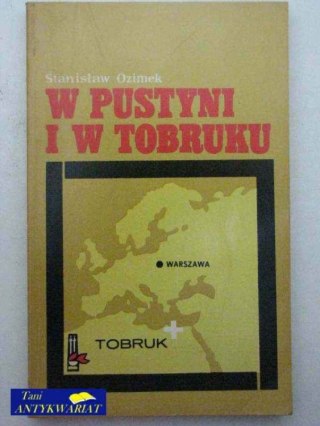 Stanisław Ozimek
W PUSTYNI
I W TOBRUKU
WARSZAWA
TOBRUK
Tani
ANTYKWARIAT